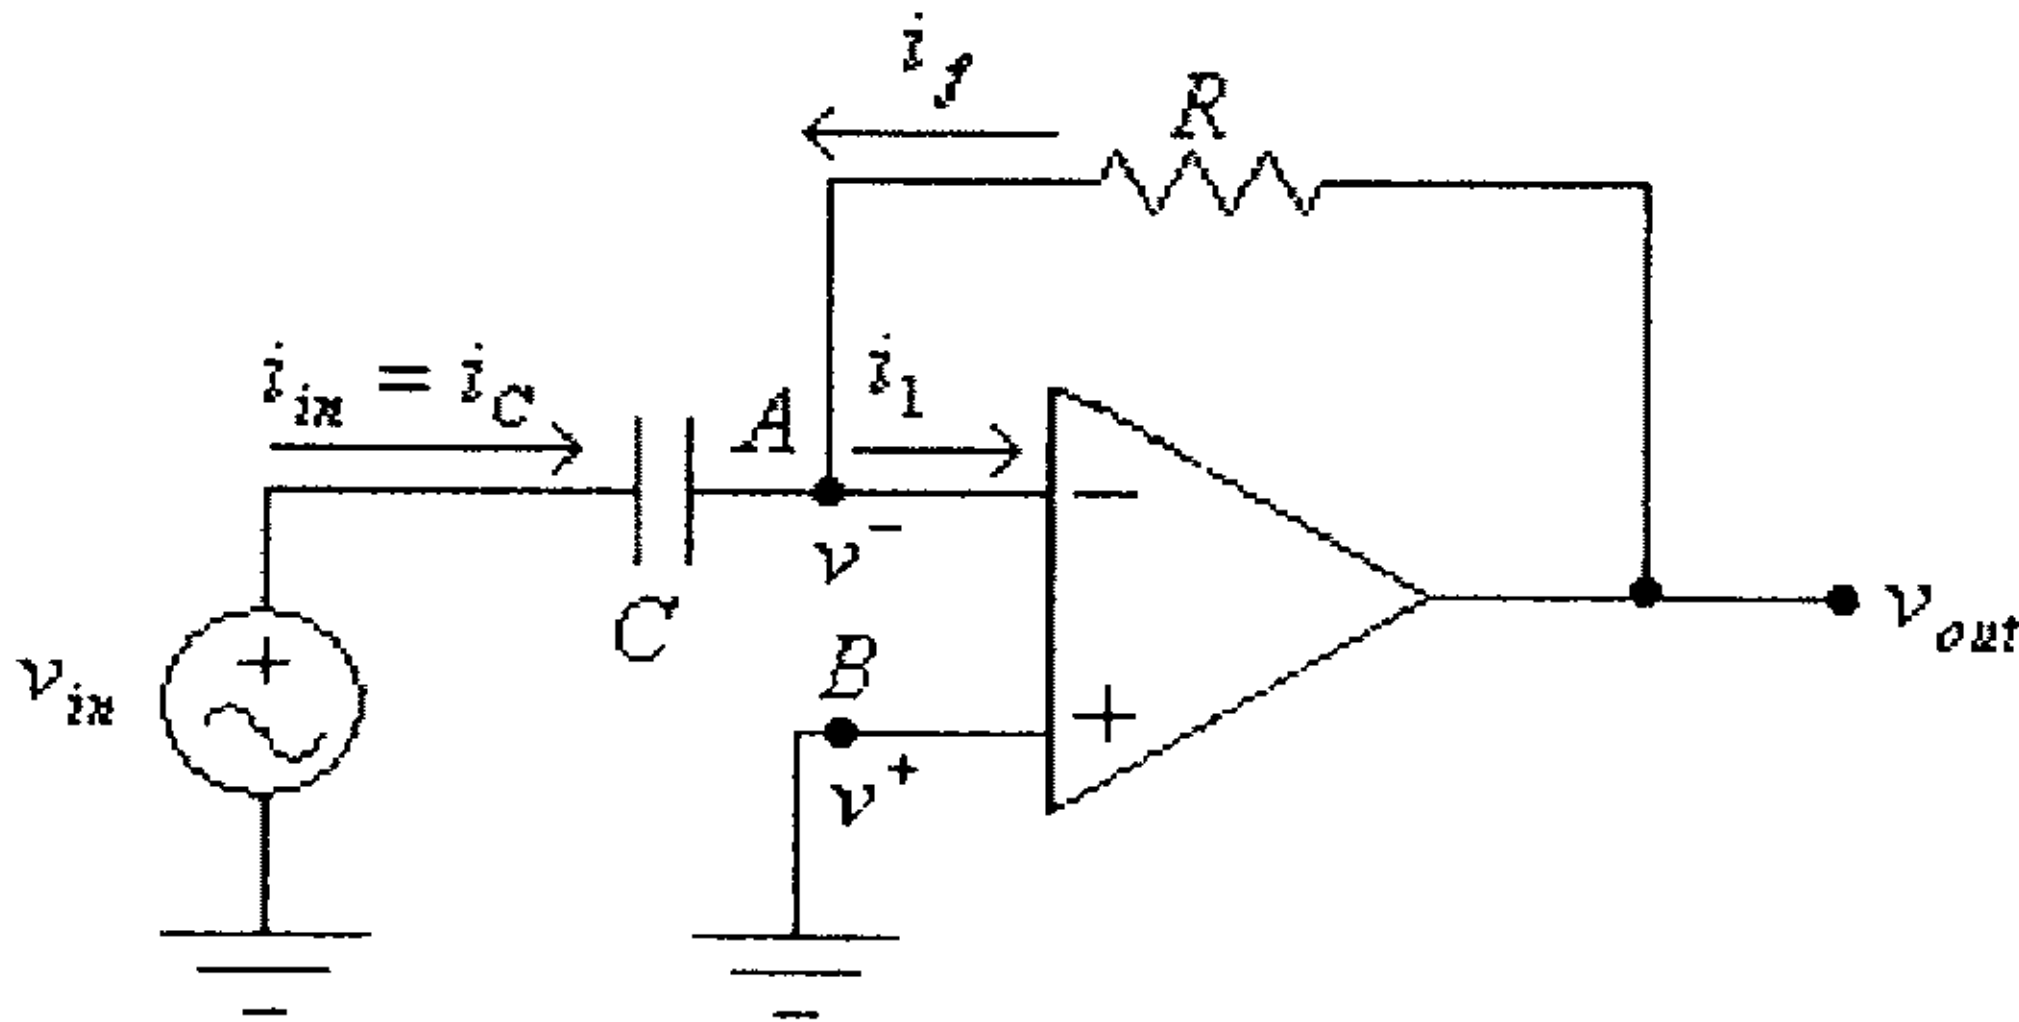 i_f
R
i_in = i_C
A
i_1
−
v^−
C
v_in
+
B
+
v^+
v_out